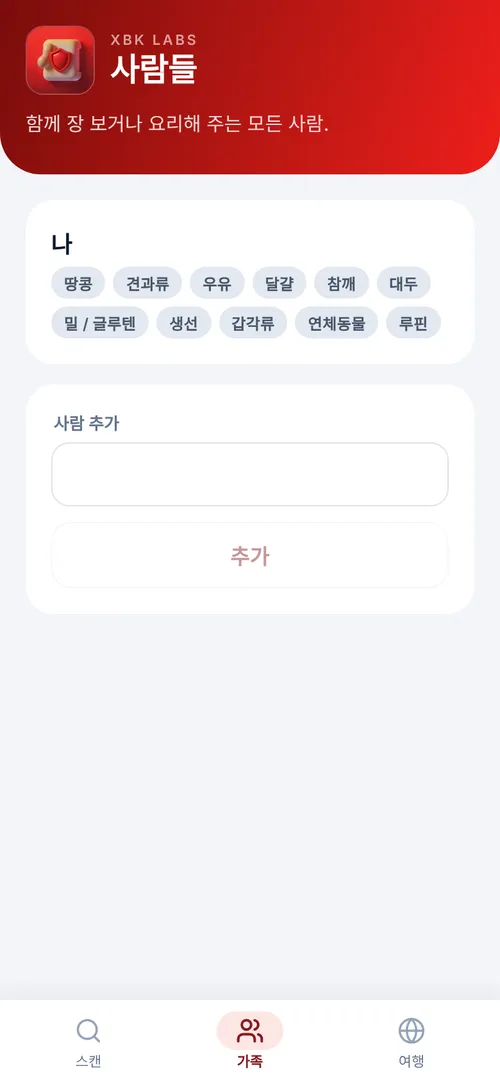 XBK LABS
사람들
함께 장 보거나 요리해 주는 모든 사람.
나
땅콩 견과류 우유 달걀 참깨 대두
밀 / 글루텐 생선 갑각류 연체동물 루핀
사람 추가
추가
스캔 가족 여행